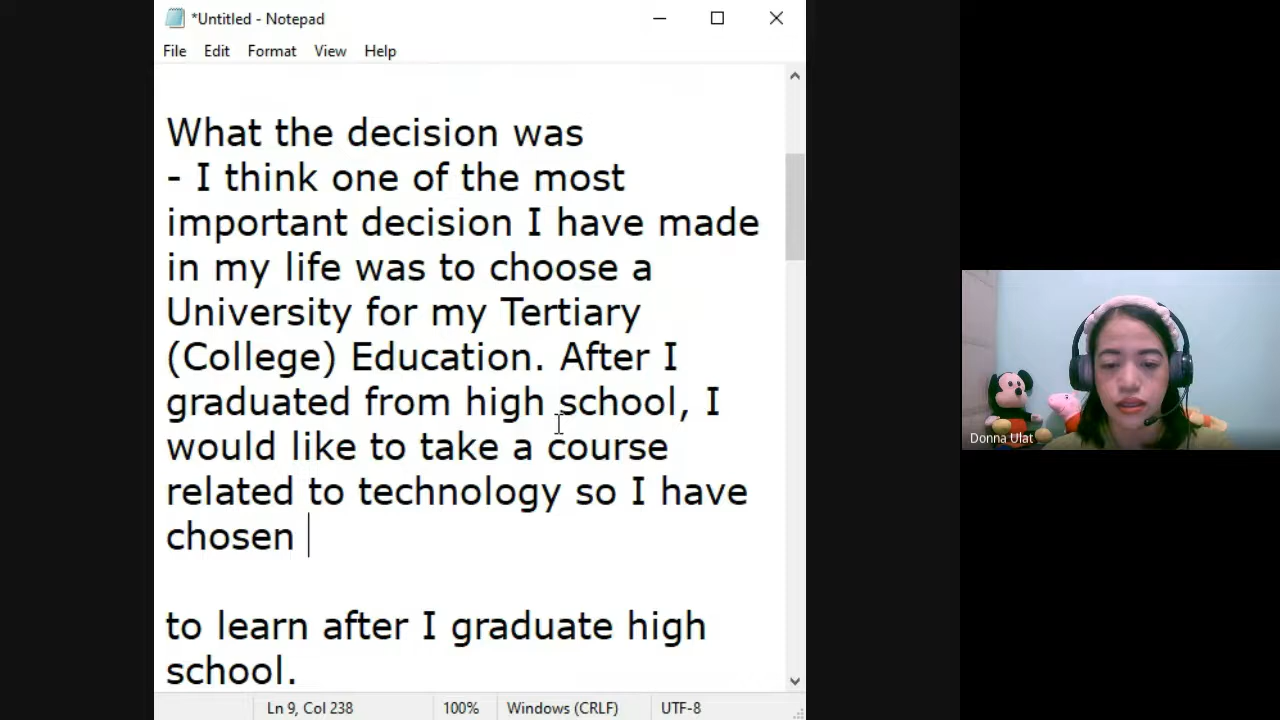 *Untitled - Notepad
File Edit Format View Help
What the decision was
- I think one of the most
important decision I have made
in my life was to choose a
University for my Tertiary
(College) Education. After I
graduated from high school, I
would like to take a course
related to technology so I have
chosen
to learn after I graduate high
school.
Donna Ulat
Ln 9, Col 238 100% Windows (CRLF) UTF-8